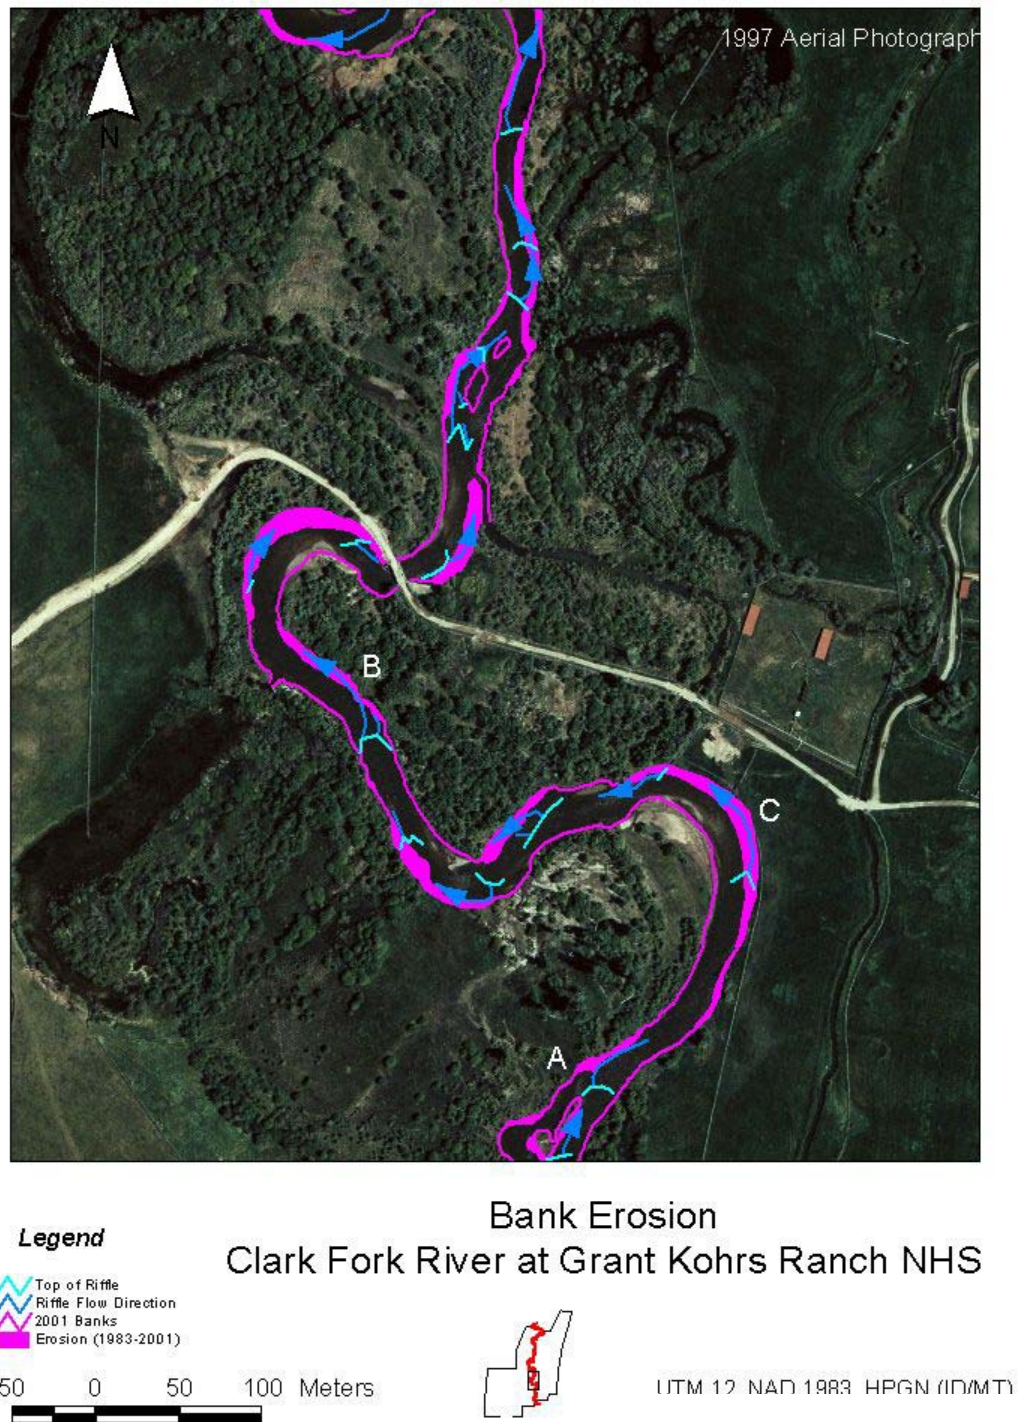 1997 Aerial Photograph
N
B
C
A
Bank Erosion
Clark Fork River at Grant Kohrs Ranch NHS
Legend
Top of Riffle
Riffle Flow Direction
2001 Banks
Erosion (1983-2001)
50 0 50 100 Meters
UTM 12 NAD 1983 HPGN (ID/MT)